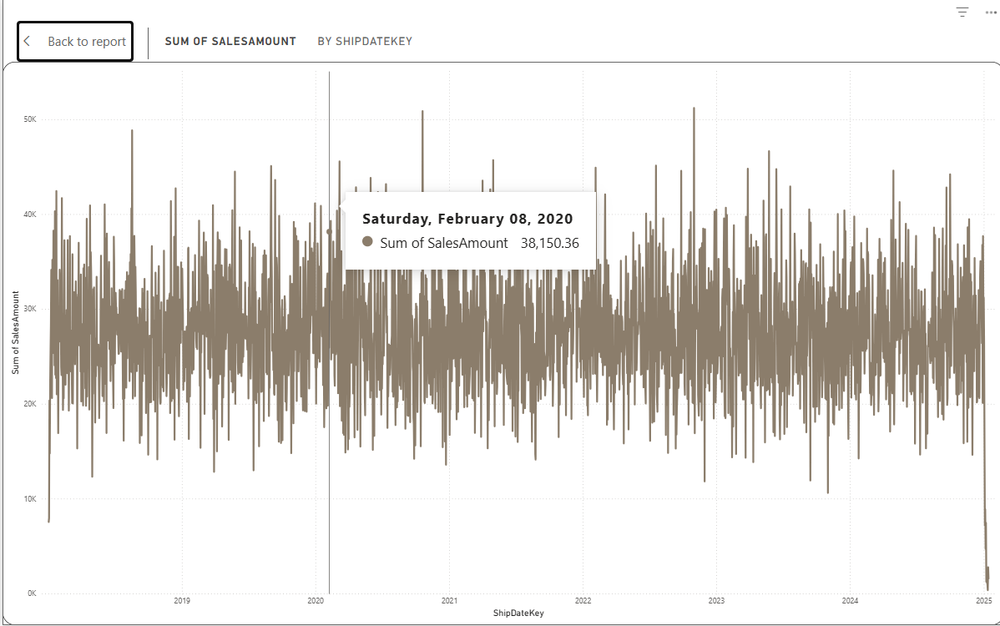 Back to report
SUM OF SALESAMOUNT BY SHIPDATEKEY
50K
40K
30K
20K
10K
0K
Sum of SalesAmount
Saturday, February 08, 2020
Sum of SalesAmount 38,150.36
2019 2020 2021 2022 2023 2024 2025
ShipDateKey